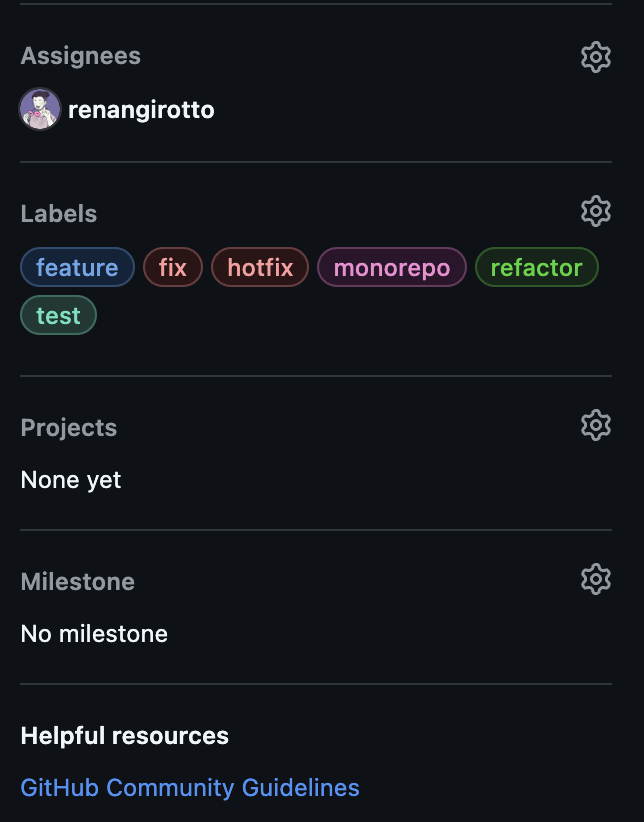 Assignees
renangirotto
Labels
feature fix hotfix monorepo refactor
test
Projects
None yet
Milestone
No milestone
Helpful resources
GitHub Community Guidelines